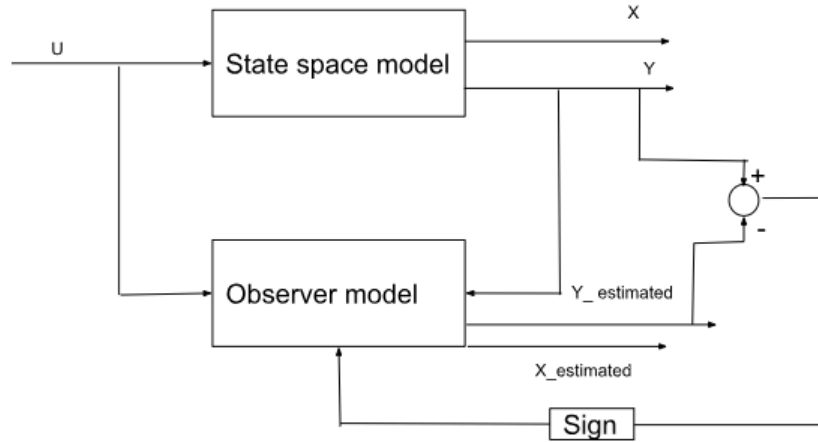 X
U
State space model
Y
+
-
Observer model
Y_ estimated
X_estimated
Sign